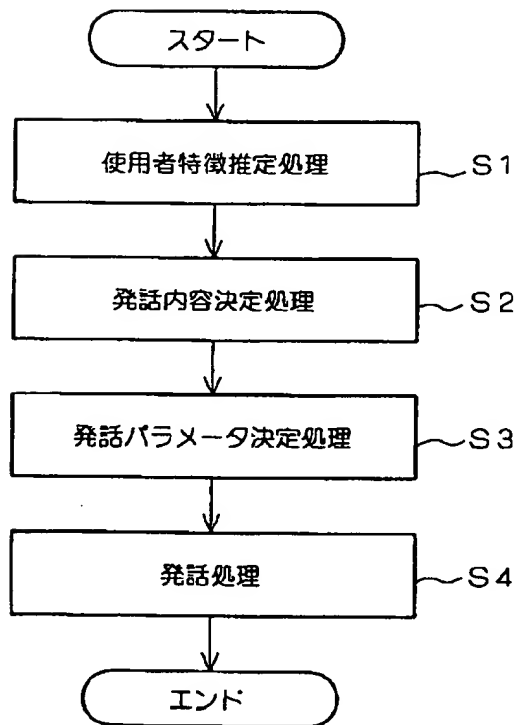 スタート
使用者特徴推定処理
S1
発話内容決定処理
S2
発話パラメータ決定処理
S3
発話処理
S4
エンド